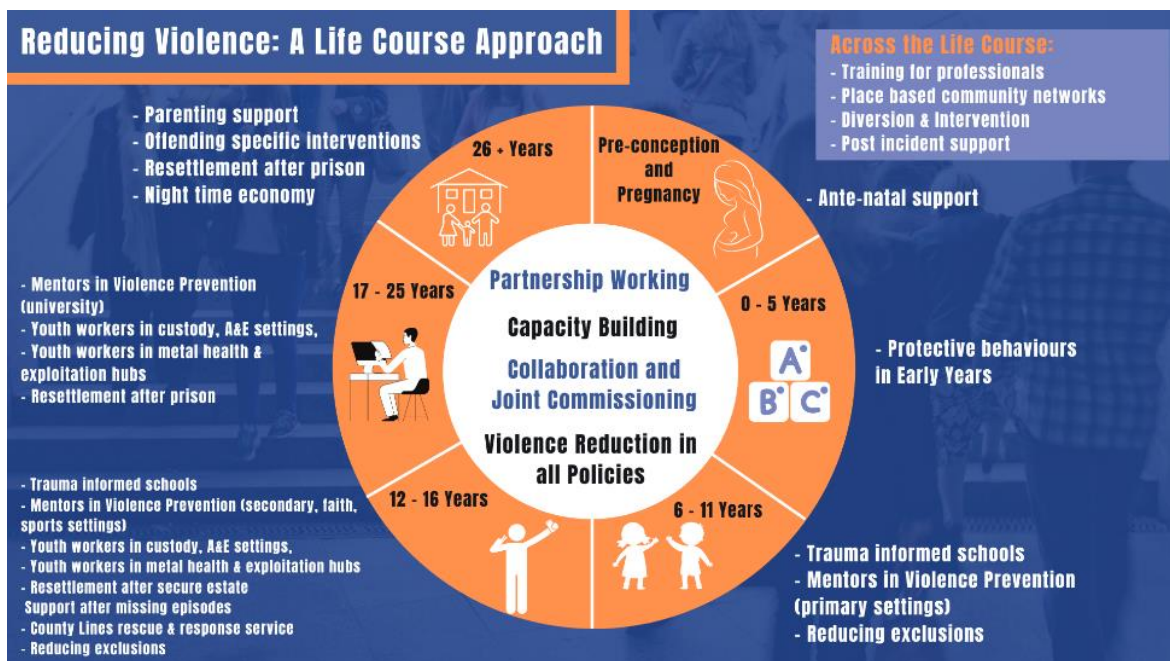 Reducing Violence: A Life Course Approach
Across the Life Course:
- Training for professionals
- Place based community networks
- Diversion & Intervention
- Post incident support
- Parenting support
- Offending specific interventions
- Resettlement after prison
- Night time economy
26 + Years
Pre-conception
and
Pregnancy
- Ante-natal support
- Mentors in Violence Prevention
(university)
- Youth workers in custody, A&E settings,
- Youth workers in metal health &
exploitation hubs
- Resettlement after prison
17 - 25 Years
Partnership Working
Capacity Building
Collaboration and
Joint Commissioning
Violence Reduction in
all Policies
0 - 5 Years
A
B C
- Protective behaviours
in Early Years
- Trauma informed schools
- Mentors in Violence Prevention (secondary, faith,
sports settings)
- Youth workers in custody, A&E settings,
- Youth workers in metal health & exploitation hubs
- Resettlement after secure estate
Support after missing episodes
- County Lines rescue & response service
- Reducing exclusions
12 - 16 Years
6 - 11 Years
- Trauma informed schools
- Mentors in Violence Prevention
(primary settings)
- Reducing exclusions